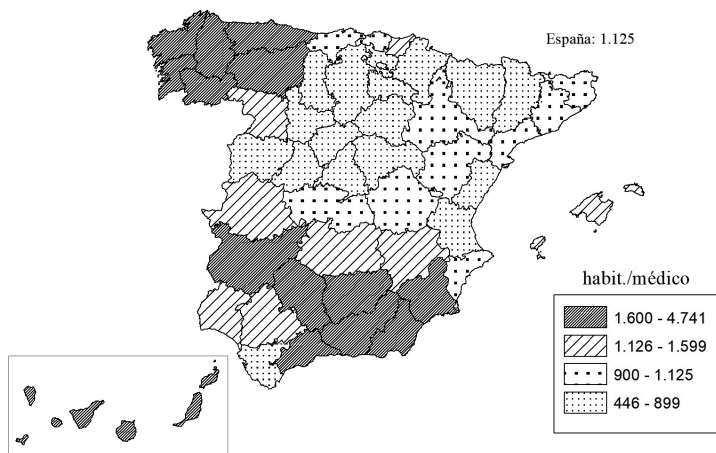 España: 1.125
habit./médico
1.600 - 4.741
1.126 - 1.599
900 - 1.125
446 - 899